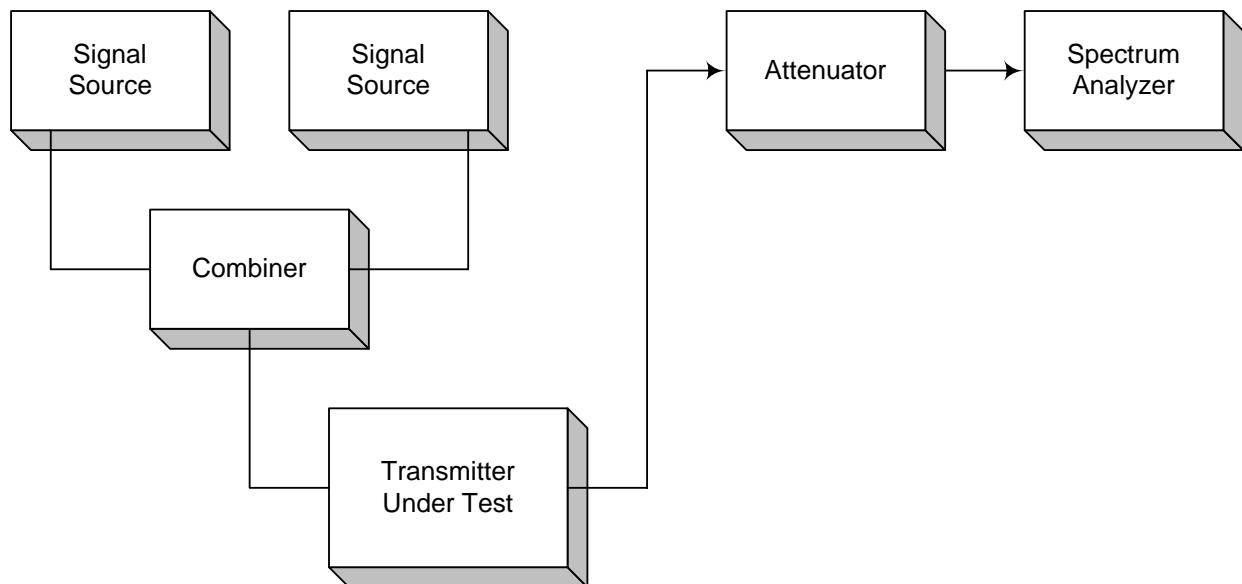 Signal
Source
Signal
Source
Attenuator
Spectrum
Analyzer
Combiner
Transmitter
Under Test